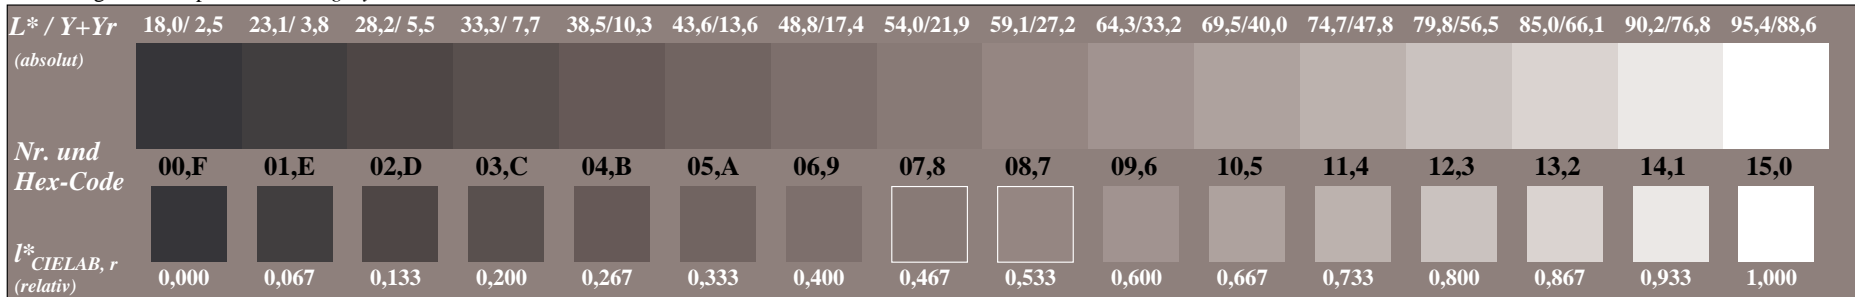 L* / Y+Yr 18,0/ 2,5 23,1/ 3,8 28,2/ 5,5 33,3/ 7,7 38,5/10,3 43,6/13,6 48,8/17,4 54,0/21,9 59,1/27,2 64,3/33,2 69,5/40,0 74,7/47,8 79,8/56,5 85,0/66,1 90,2/76,8 95,4/88,6
(absolut)
Nr. und
Hex-Code 00,F 01,E 02,D 03,C 04,B 05,A 06,9 07,8 08,7 09,6 10,5 11,4 12,3 13,2 14,1 15,0
l*CIELAB, r
(relativ) 0,000 0,067 0,133 0,200 0,267 0,333 0,400 0,467 0,533 0,600 0,667 0,733 0,800 0,867 0,933 1,000